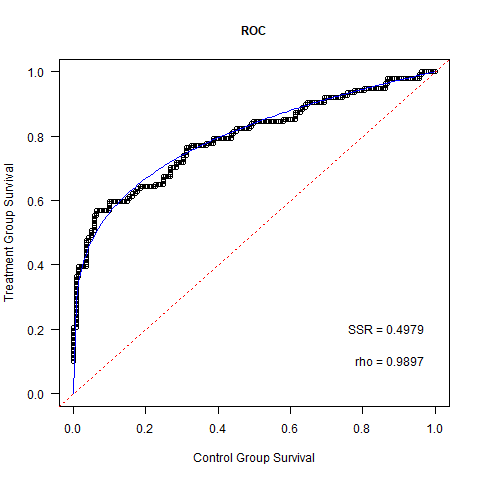 ROC
Treatment Group Survival
1.0
0.8
0.6
0.4
0.2
0.0
SSR = 0.4979
rho = 0.9897
0.0 0.2 0.4 0.6 0.8 1.0
Control Group Survival